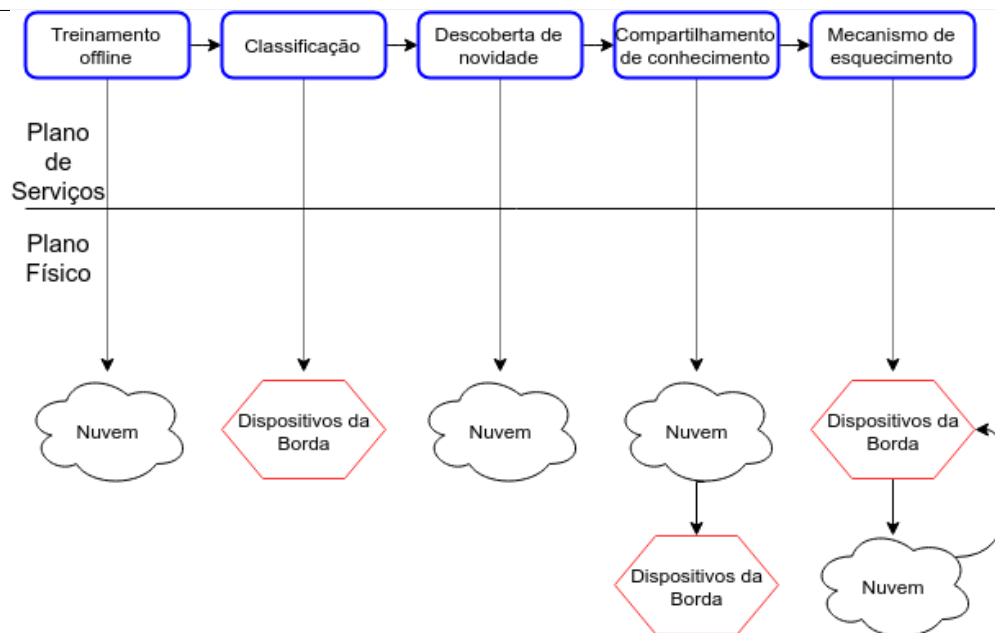 Treinamento
offline
Classificação
Descoberta de
novidade
Compartilhamento
de conhecimento
Mecanismo de
esquecimento
Plano
de
Serviços
Plano
Físico
Nuvem
Dispositivos da
Borda
Nuvem
Nuvem
Dispositivos da
Borda
Dispositivos da
Borda
Nuvem